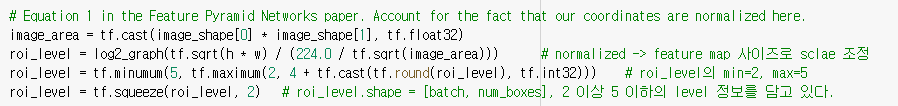 # Equation 1 in the Feature Pyramid Networks paper. Account for the fact that our coordinates are normalized here.
image_area = tf.cast(image_shape[0] * image_shape[1], tf.float32)
roi_level = log2_graph(tf.sqrt(h * w) / (224.0 / tf.sqrt(image_area))) # normalized -> feature map 사이즈로 sclae 조정
roi_level = tf.minumum(5, tf.maximum(2, 4 + tf.cast(tf.round(roi_level), tf.int32))) # roi_level의 min=2, max=5
roi_level = tf.squeeze(roi_level, 2) # roi_level.shape = [batch, num_boxes], 2 이상 5 이하의 level 정보를 담고 있다.